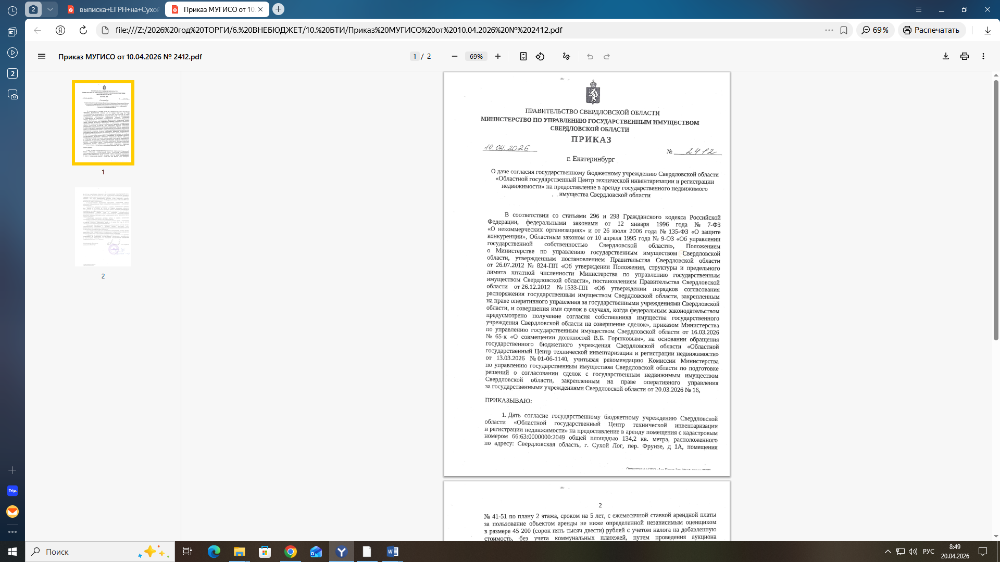 2
выписка+ЕГРН+на+Сухой
Приказ МУГИСО от 10.
file:///Z:/2026%20год%20ТОРГИ/6.%20ВНЕБЮДЖЕТ/10.%20БТИ/Приказ%20МУГИСО%20от%2010.04.2026%20№%202412.pdf
69 %
Распечатать
Приказ МУГИСО от 10.04.2026 № 2412.pdf
1 / 2
69%
2
1
2
ПРАВИТЕЛЬСТВО СВЕРДЛОВСКОЙ ОБЛАСТИ
МИНИСТЕРСТВО ПО УПРАВЛЕНИЮ ГОСУДАРСТВЕННЫМ ИМУЩЕСТВОМ
СВЕРДЛОВСКОЙ ОБЛАСТИ
ПРИКАЗ
10.04.2026
№ 2412
г. Екатеринбург
О даче согласия государственному бюджетному учреждению Свердловской области
«Областной государственный Центр технической инвентаризации и регистрации
недвижимости» на предоставление в аренду государственного недвижимого
имущества Свердловской области
В соответствии со статьями 296 и 298 Гражданского кодекса Российской
Федерации, федеральными законами от 12 января 1996 года № 7-ФЗ
«О некоммерческих организациях» и от 26 июля 2006 года № 135-ФЗ «О защите
конкуренции», Областным законом от 10 апреля 1995 года № 9-ОЗ «Об управлении
государственной собственностью Свердловской области», Положением
о Министерстве по управлению государственным имуществом Свердловской
области, утвержденным постановлением Правительства Свердловской области
от 26.07.2012 № 824-ПП «Об утверждении Положения, структуры и предельного
лимита штатной численности Министерства по управлению государственным
имуществом Свердловской области», постановлением Правительства Свердловской
области от 26.12.2012 № 1533-ПП «Об утверждении порядков согласования
распоряжения государственным имуществом Свердловской области, закрепленным
на праве оперативного управления за государственными учреждениями Свердловской
области, и совершения ими сделок в случаях, когда федеральным законодательством
предусмотрено получение согласия собственника имущества государственного
учреждения Свердловской области на совершение сделок», приказом Министерства
по управлению государственным имуществом Свердловской области от 16.03.2026
№ 65-к «О совмещении должностей В.Б. Горшковым», на основании обращения
государственного бюджетного учреждения Свердловской области «Областной
государственный Центр технической инвентаризации и регистрации недвижимости»
от 13.03.2026 № 01-06-1140, учитывая рекомендацию Комиссии Министерства
по управлению государственным имуществом Свердловской области по подготовке
решений о согласовании сделок с государственным недвижимым имуществом
Свердловской области, закрепленным на праве оперативного управления
за государственными учреждениями Свердловской области от 20.03.2026 № 16,
ПРИКАЗЫВАЮ:
1. Дать согласие государственному бюджетному учреждению Свердловской
области «Областной государственный Центр технической инвентаризации
и регистрации недвижимости» на предоставление в аренду помещения с кадастровым
номером 66:63:0000000:2049 общей площадью 134,2 кв. метра, расположенного
по адресу: Свердловская область, г. Сухой Лог, пер. Фрунзе, д 1А, помещения
2
№ 41-51 по плану 2 этажа, сроком на 5 лет, с ежемесячной ставкой арендной платы
за пользование объектом аренды не ниже определенной независимым оценщиком
в размере 45 200 (сорок пять тысяч двести) рублей с учетом налога на добавленную
стоимость, без учета коммунальных платежей, путем проведения аукциона
Trip.
Поиск
РУС
8:49
20.04.2026